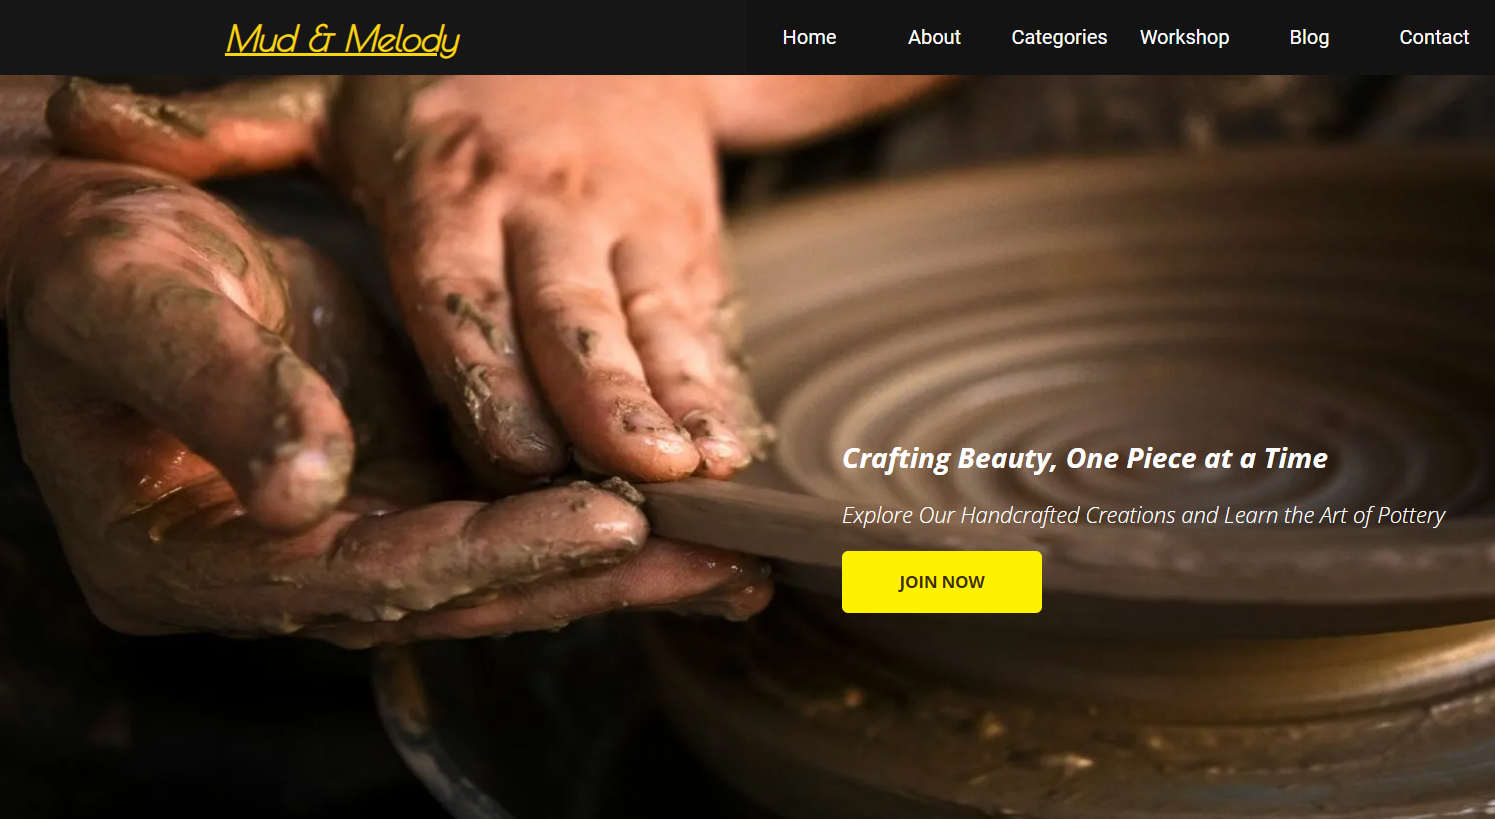 Mud & Melody
Home About Categories Workshop Blog Contact
Crafting Beauty, One Piece at a Time
Explore Our Handcrafted Creations and Learn the Art of Pottery
JOIN NOW